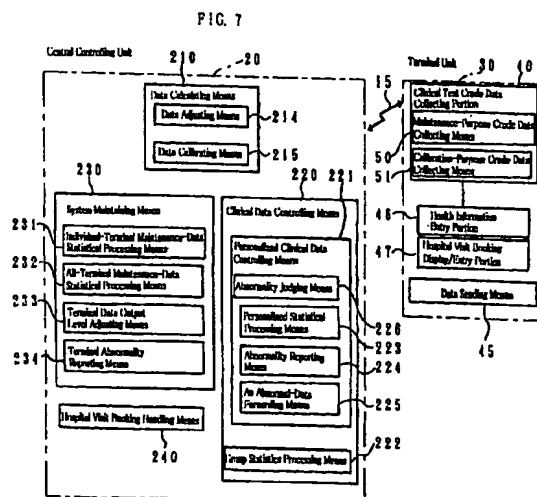 FIG. 7
Central Controlling Unit
20
210
Data Calculating Means
Data Adjusting Means
214
Data Calibrating Means
215
230
System Maintaining Means
231
Individual-Terminal Maintenance-Data
Statistical Processing Means
232
All-Terminal Maintenance-Data
Statistical Processing Means
233
Terminal Data Output
Level Adjusting Means
234
Terminal Abnormality
Reporting Means
Hospital Visit Booking Handling Means
240
220
221
Clinical Data Controlling Means
Personalized Clinical Data
Controlling Means
Abnormality Judging Means
226
Personalized Statistical
Processing Means
223
Abnormality Reporting
Means
224
An Abnormal-Data
Forwarding Means
225
Group Statistics Processing Means
222
15
Terminal Unit
30
40
Clinical Test Crude Data
Collecting Portion
Maintenance-Purpose Crude Data
Collecting Means
50
Calibration-Purpose Crude Data
Collecting Means
51
46
Health Information
Entry Portion
47
Hospital Visit Booking
Display/Entry Portion
Data Sending Means
45